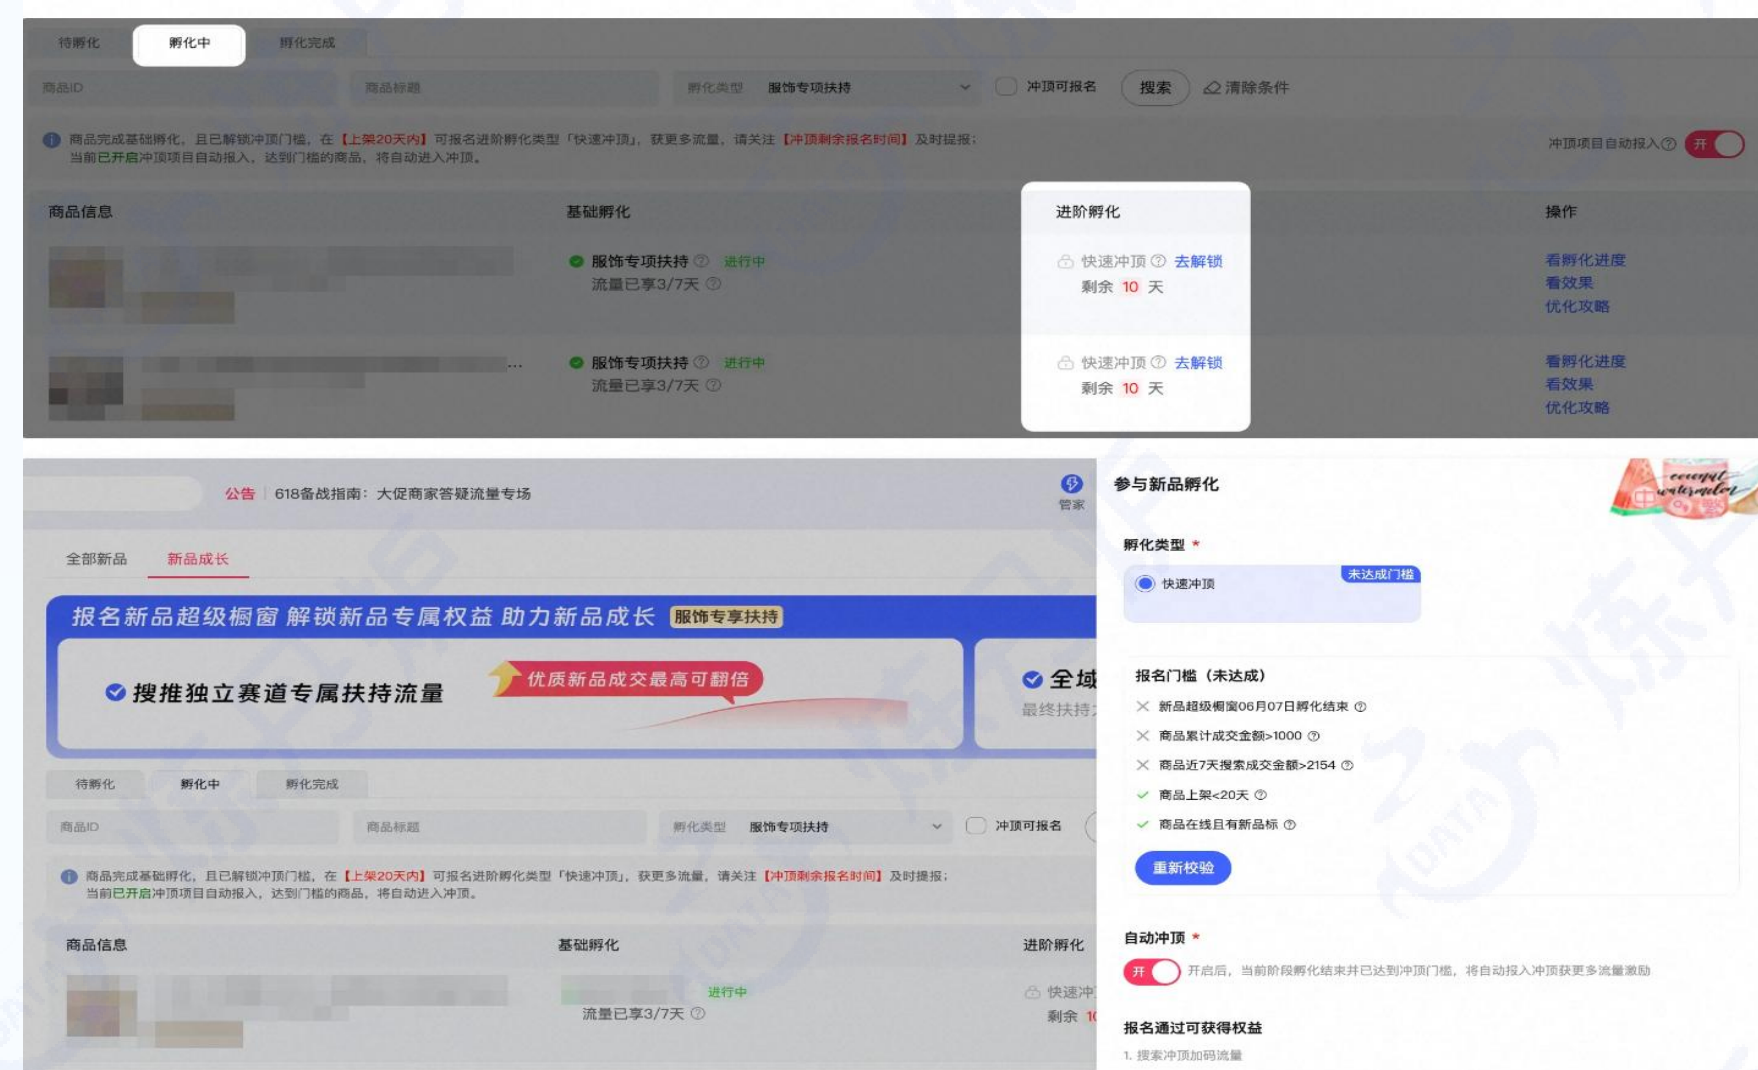 待孵化 孵化中 孵化完成
商品ID 商品标题 孵化类型 服饰专项扶持 冲顶可报名 搜索 清除条件
商品完成基础孵化，且已解锁冲顶门槛，在【上架20天内】可报名进阶孵化类型「快速冲顶」，获更多流量，请关注【冲顶剩余报名时间】及时提报；
当前已开启冲顶项目自动报入，达到门槛的商品，将自动进入冲顶。
冲顶项目自动报入 开
商品信息 基础孵化 进阶孵化 操作
服饰专项扶持 进行中 快速冲顶 去解锁 看孵化进度
流量已享3/7天 剩余 10 天 看效果
优化攻略
... 服饰专项扶持 进行中 快速冲顶 去解锁 看孵化进度
流量已享3/7天 剩余 10 天 看效果
优化攻略
公告 618备战指南：大促商家答疑流量专场
管家
全部新品 新品成长
报名新品超级橱窗 解锁新品专属权益 助力新品成长 服饰专享扶持
搜推独立赛道专属扶持流量 优质新品成交最高可翻倍 全域
最终扶持
待孵化 孵化中 孵化完成
商品ID 商品标题 孵化类型 服饰专项扶持 冲顶可报名
商品完成基础孵化，且已解锁冲顶门槛，在【上架20天内】可报名进阶孵化类型「快速冲顶」，获更多流量，请关注【冲顶剩余报名时间】及时提报；
当前已开启冲顶项目自动报入，达到门槛的商品，将自动进入冲顶。
商品信息 基础孵化 进阶孵化
进行中 快速冲
流量已享3/7天 剩余 10
参与新品孵化
coconut
watermelon
孵化类型 *
快速冲顶 未达成门槛
报名门槛（未达成）
新品超级橱窗06月07日孵化结束
商品累计成交金额>1000
商品近7天搜索成交金额>2154
商品上架<20天
商品在线且有新品标
重新校验
自动冲顶 *
开 开启后，当前阶段孵化结束并已达到冲顶门槛，将自动报入冲顶获更多流量激励
报名通过可获得权益
1. 搜索冲顶加码流量